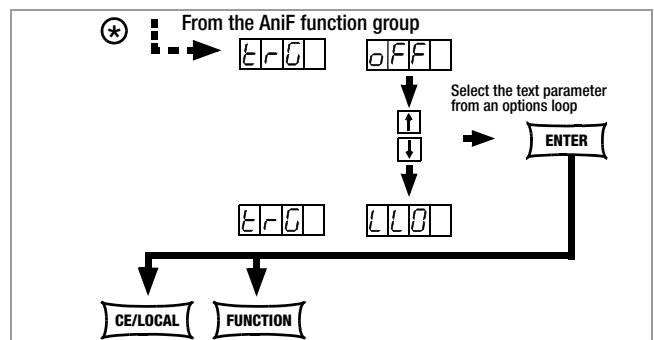 From the AniF function group
trG oFF
Select the text parameter
from an options loop
↑
↓
ENTER
trG LLO
CE/LOCAL FUNCTION